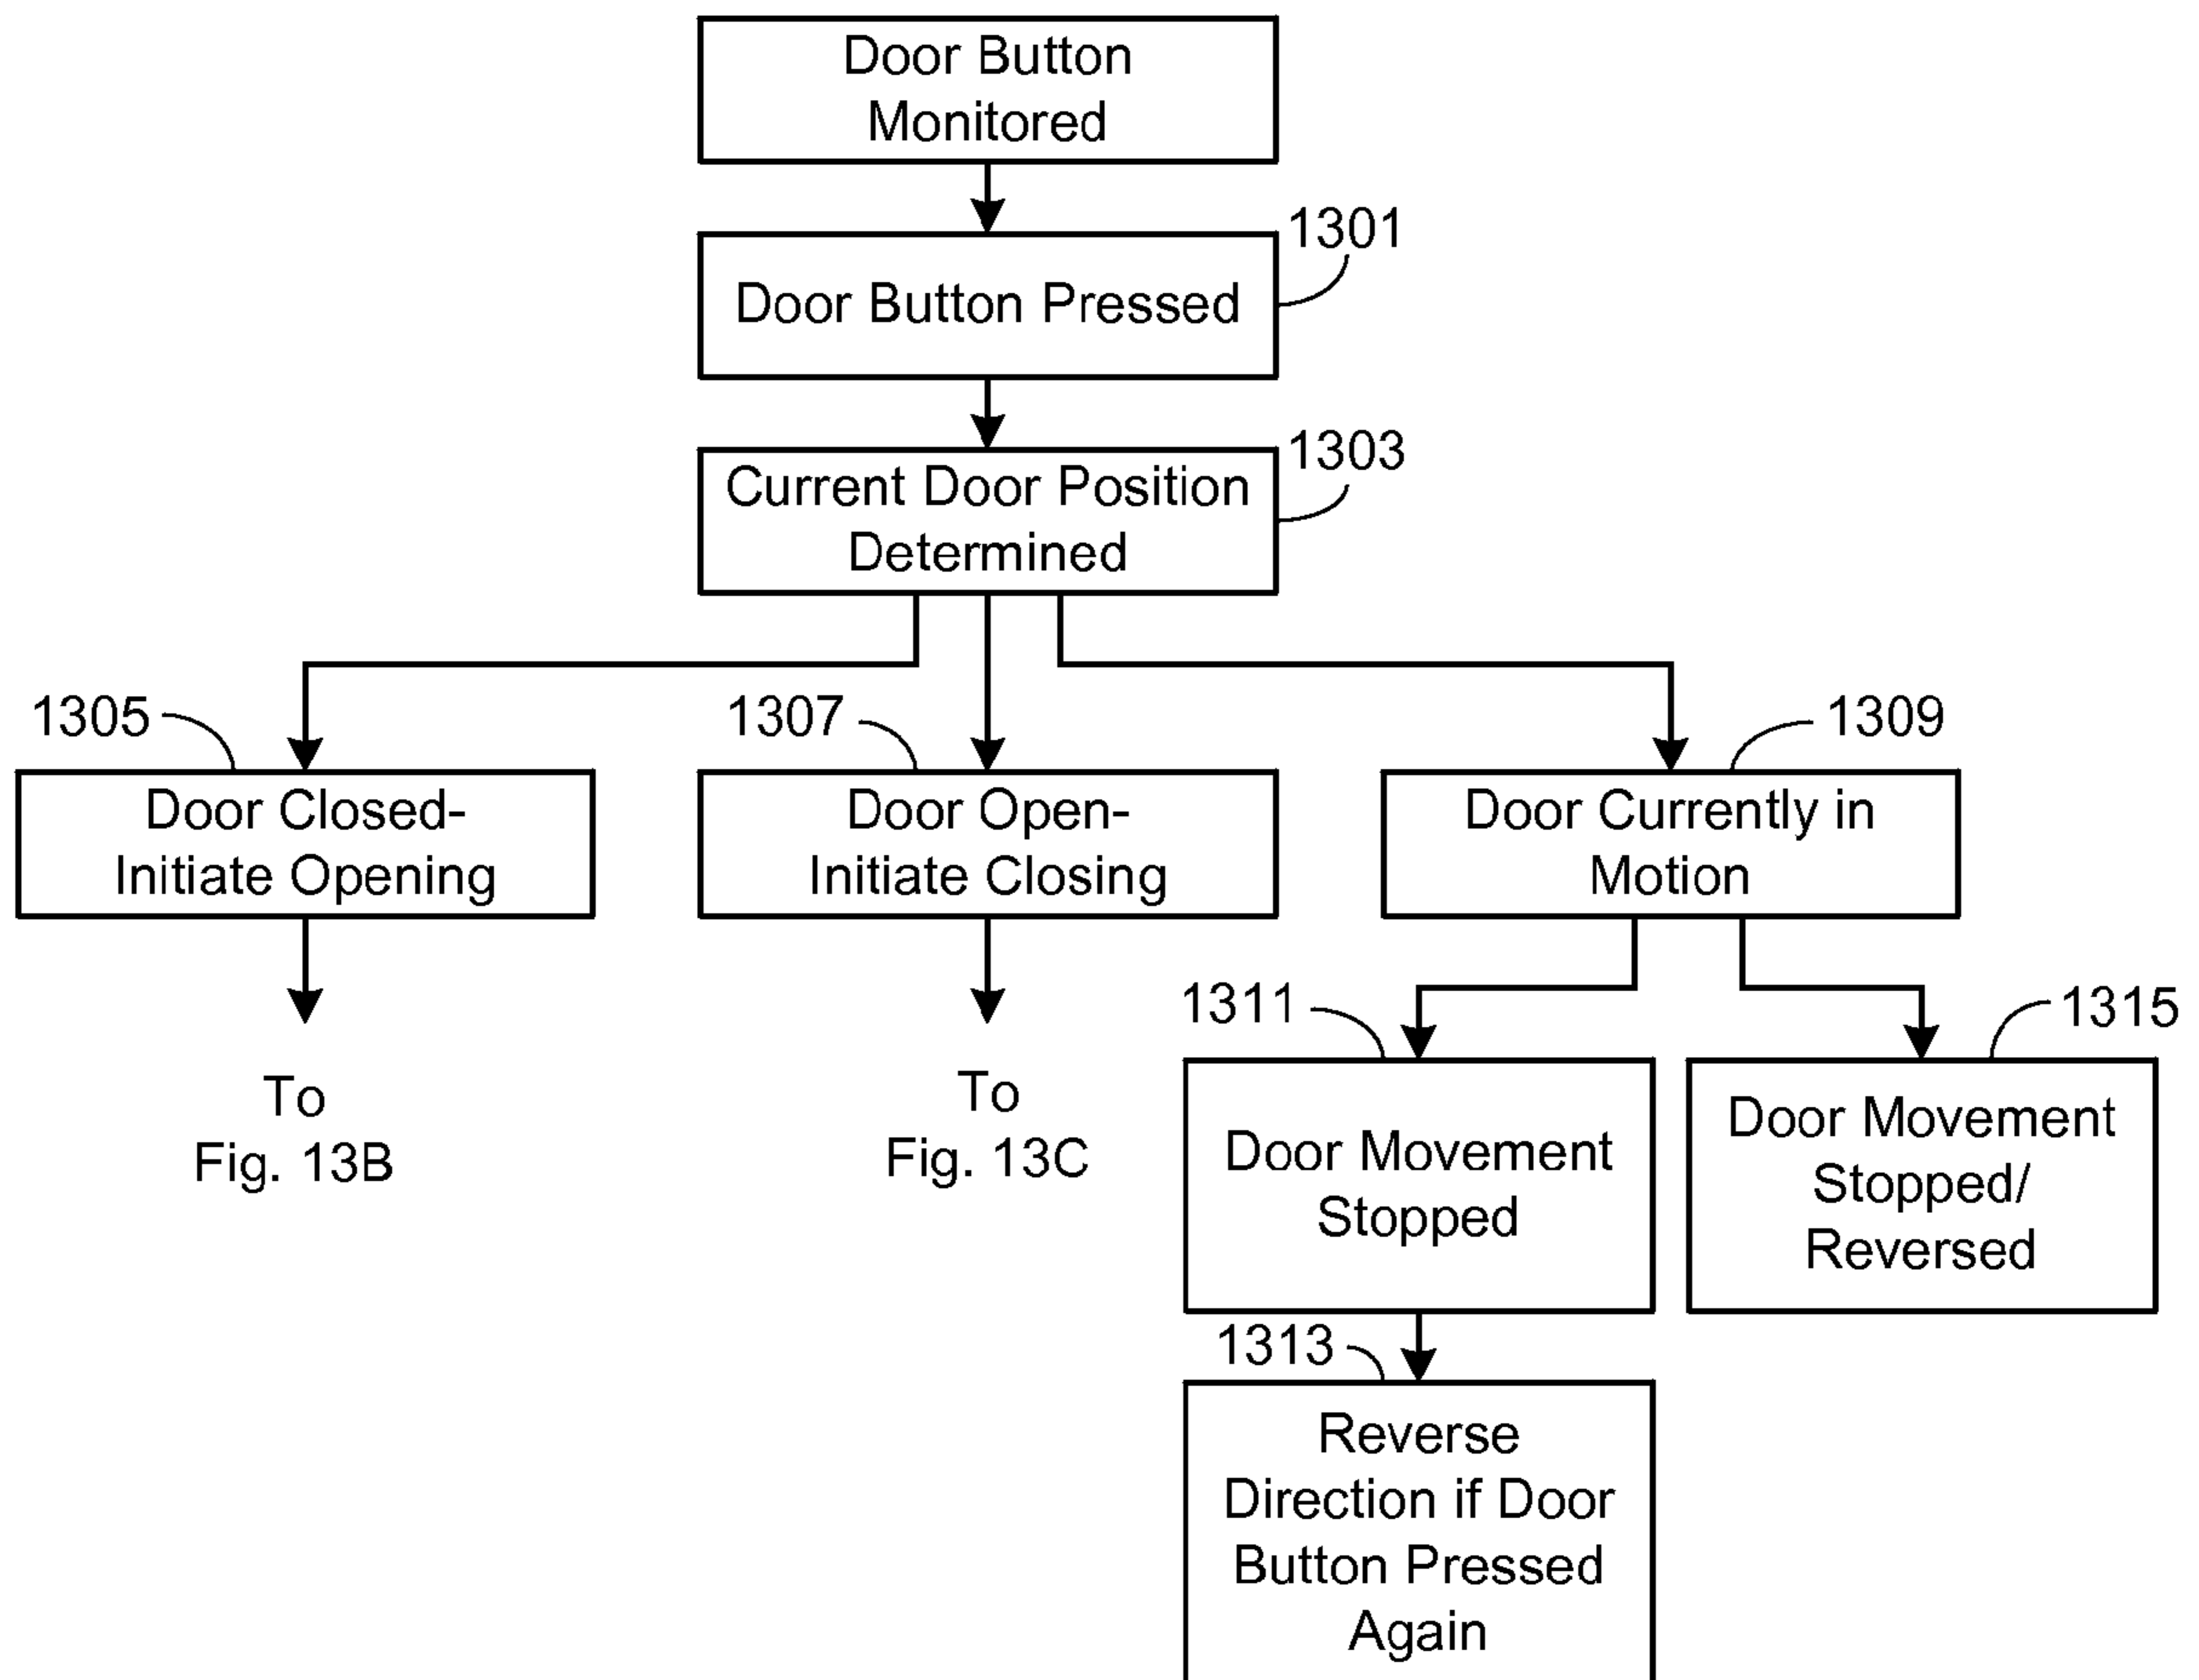 Door Button
Monitored
1301
Door Button Pressed
1303
Current Door Position
Determined
1305
1307
1309
Door Closed-
Initiate Opening
Door Open-
Initiate Closing
Door Currently in
Motion
To
Fig. 13B
To
Fig. 13C
1311
1315
Door Movement
Stopped
Door Movement
Stopped/
Reversed
1313
Reverse
Direction if Door
Button Pressed
Again